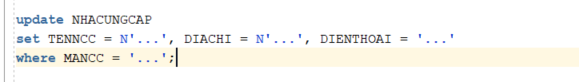 update NHACUNGCAP
set TENNCC = N'...', DIACHI = N'...', DIENTHOAI = '...'
where MANCC = '...';